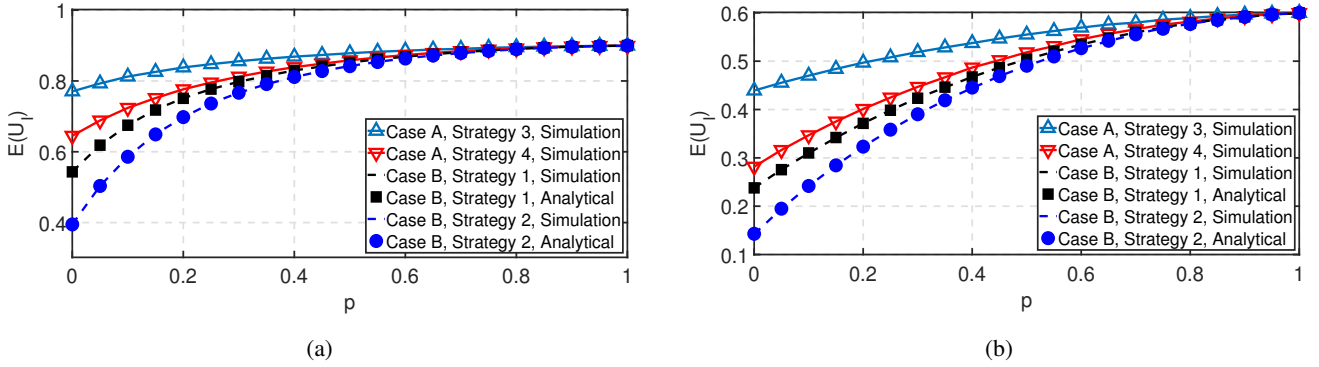 1
0.8
0.6
0.4
E(U_l)
0 0.2 0.4 0.6 0.8 1
p
Case A, Strategy 3, Simulation
Case A, Strategy 4, Simulation
Case B, Strategy 1, Simulation
Case B, Strategy 1, Analytical
Case B, Strategy 2, Simulation
Case B, Strategy 2, Analytical
(a)
0.6
0.5
0.4
0.3
0.2
0.1
E(U_l)
0 0.2 0.4 0.6 0.8 1
p
Case A, Strategy 3, Simulation
Case A, Strategy 4, Simulation
Case B, Strategy 1, Simulation
Case B, Strategy 1, Analytical
Case B, Strategy 2, Simulation
Case B, Strategy 2, Analytical
(b)